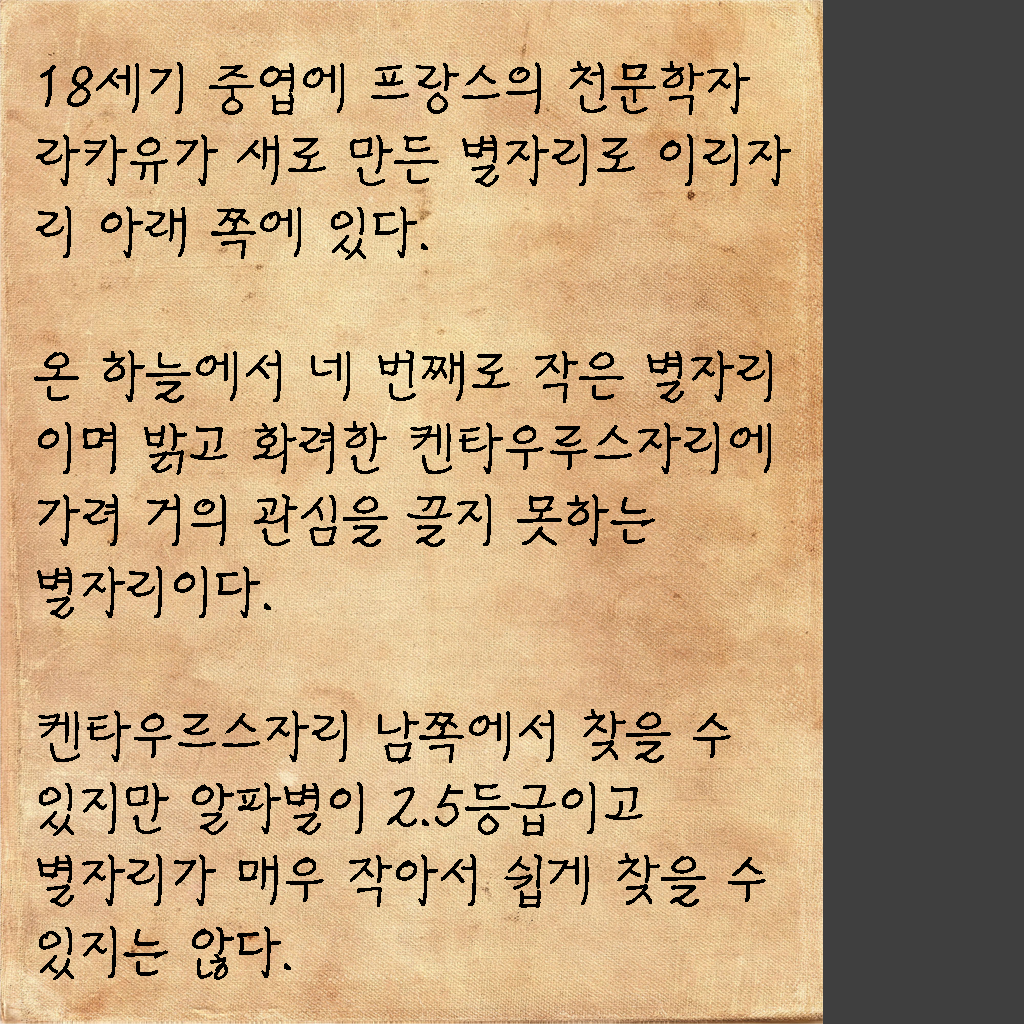 18세기 중엽에 프랑스의 천문학자
라카유가 새로 만든 별자리로 이리자
리 아래 쪽에 있다.
온 하늘에서 네 번째로 작은 별자리
이며 밝고 화려한 켄타우루스자리에
가려 거의 관심을 끌지 못하는
별자리이다.
켄타우르스자리 남쪽에서 찾을 수
있지만 알파별이 2.5등급이고
별자리가 매우 작아서 쉽게 찾을 수
있지는 않다.